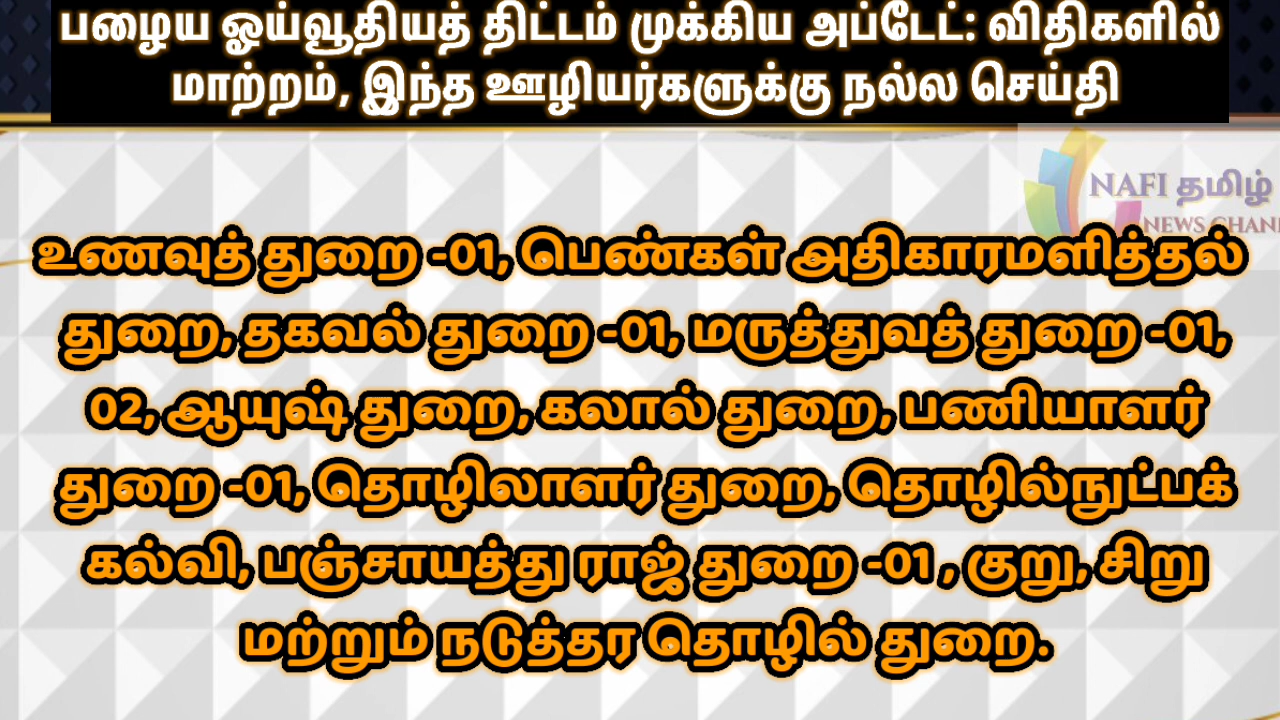 பழைய ஓய்வூதியத் திட்டம் முக்கிய அப்டேட்: விதிகளில்
மாற்றம், இந்த ஊழியர்களுக்கு நல்ல செய்தி
NAFI தமிழ்
NEWS CHAN
உணவுத் துறை -01, பெண்கள் அதிகாரமளித்தல்
துறை, தகவல் துறை -01, மருத்துவத் துறை -01,
02, ஆயுஷ் துறை, கலால் துறை, பணியாளர்
துறை -01, தொழிலாளர் துறை, தொழில்நுட்பக்
கல்வி, பஞ்சாயத்து ராஜ் துறை -01 , குறு, சிறு
மற்றும் நடுத்தர தொழில் துறை.